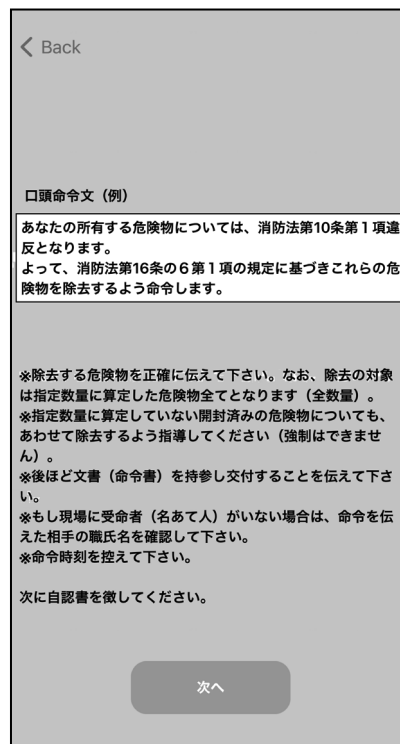 Back
口頭命令文（例）
あなたの所有する危険物については、消防法第10条第１項違
反となります。
よって、消防法第16条の６第１項の規定に基づきこれらの危
険物を除去するよう命令します。
※除去する危険物を正確に伝えて下さい。なお、除去の対象
は指定数量に算定した危険物全てとなります（全数量）。
※指定数量に算定していない開封済みの危険物についても、
あわせて除去するよう指導してください（強制はできませ
ん）。
※後ほど文書（命令書）を持参し交付することを伝えて下さ
い。
※もし現場に受命者（名あて人）がいない場合は、命令を伝
えた相手の職氏名を確認して下さい。
※命令時刻を控えて下さい。
次に自認書を徴してください。
次へ